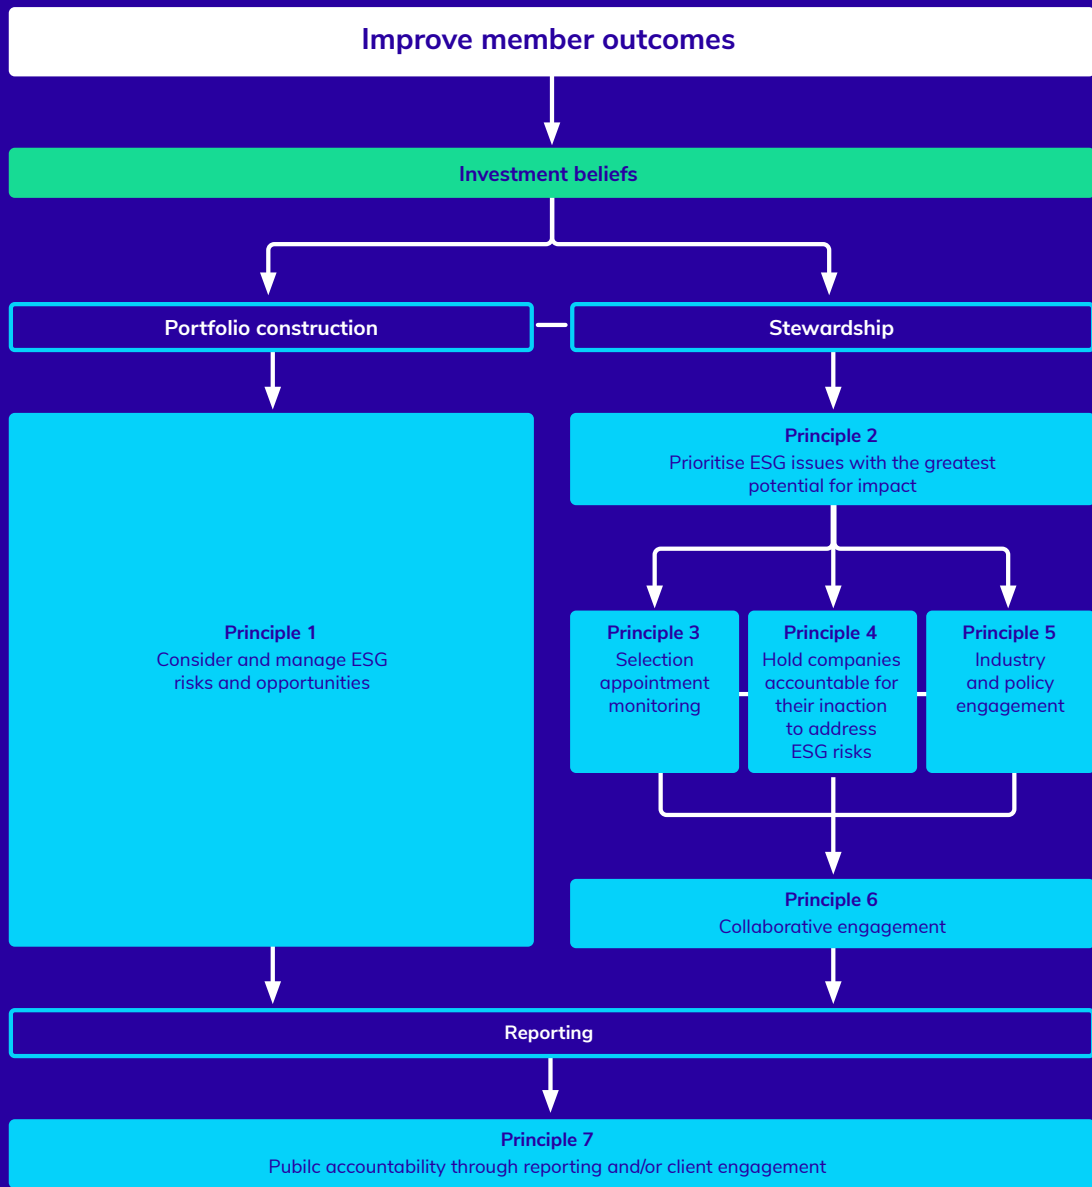 Improve member outcomes
Investment beliefs
Portfolio construction
Stewardship
Principle 1
Consider and manage ESG
risks and opportunities
Principle 2
Prioritise ESG issues with the greatest
potential for impact
Principle 3
Selection
appointment
monitoring
Principle 4
Hold companies
accountable for
their inaction
to address
ESG risks
Principle 5
Industry
and policy
engagement
Principle 6
Collaborative engagement
Reporting
Principle 7
Pubilc accountability through reporting and/or client engagement